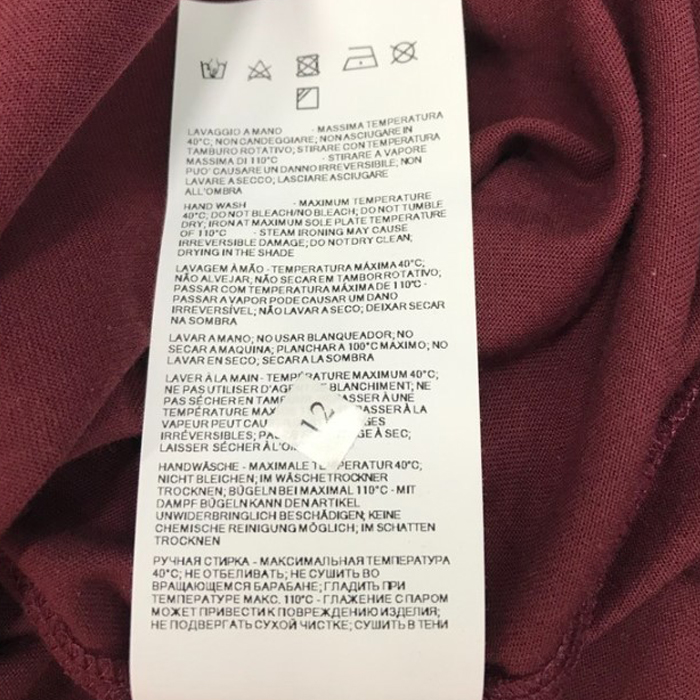 LAVAGGIO A MANO - MASSIMA TEMPERATURA
40°C; NON CANDEGGIARE; NON ASCIUGARE IN
TAMBURO ROTATIVO; STIRARE CON TEMPERATURA
MASSIMA DI 110°C - STIRARE A VAPORE
PUO' CAUSARE UN DANNO IRREVERSIBILE; NON
LAVARE A SECCO; LASCIARE ASCIUGARE
ALL'OMBRA
HAND WASH - MAXIMUM TEMPERATURE
40°C; DO NOT BLEACH/NO BLEACH; DO NOT TUMBLE
DRY; IRON AT MAXIMUM SOLE PLATE TEMPERATURE
OF 110°C - STEAM IRONING MAY CAUSE
IRREVERSIBLE DAMAGE; DO NOT DRY CLEAN;
DRYING IN THE SHADE
LAVAGEM À MÃO - TEMPERATURA MÁXIMA 40°C;
NÃO ALVEJAR; NÃO SECAR EM TAMBOR ROTATIVO;
PASSAR COM TEMPERATURA MÁXIMA DE 110°C -
PASSAR A VAPOR PODE CAUSAR UM DANO
IRREVERSÍVEL; NÃO LAVAR A SECO; DEIXAR SECAR
NA SOMBRA
LAVAR A MANO; NO USAR BLANQUEADOR; NO
SECAR A MAQUINA; PLANCHAR A 100°C MÁXIMO; NO
LAVAR EN SECO; SECAR A LA SOMBRA
LAVER À LA MAIN - TEMPÉRATURE MAXIMUM 40°C;
NE PAS UTILISER D'AGE BLANCHIMENT; NE
PAS SÉCHER EN TAM ASSER À UNE
TEMPÉRATURE MAX ASSER À LA
VAPEUR PEUT CAU GES
IRRÉVERSIBLES; PA GE À SEC;
LAISSER SÉCHER À L'O
12
HANDWÄSCHE - MAXIMALE TEMPERATUR 40°C;
NICHT BLEICHEN; IM WÄSCHETROCKNER
TROCKNEN; BÜGELN BEI MAXIMAL 110°C - MIT
DAMPF BÜGELN KANN DEN ARTIKEL
UNWIDERBRINGLICH BESCHÄDIGEN; KEINE
CHEMISCHE REINIGUNG MÖGLICH; IM SCHATTEN
TROCKNEN
РУЧНАЯ СТИРКА - МАКСИМАЛЬНАЯ ТЕМПЕРАТУРА
40°C; НЕ ОТБЕЛИВАТЬ; НЕ СУШИТЬ ВО
ВРАЩАЮЩЕМСЯ БАРАБАНЕ; ГЛАДИТЬ ПРИ
ТЕМПЕРАТУРЕ МАКС. 110°C - ГЛАЖЕНИЕ С ПАРОМ
МОЖЕТ ПРИВЕСТИ К ПОВРЕЖДЕНИЮ ИЗДЕЛИЯ;
НЕ ПОДВЕРГАТЬ СУХОЙ ЧИСТКЕ; СУШИТЬ В ТЕНИ